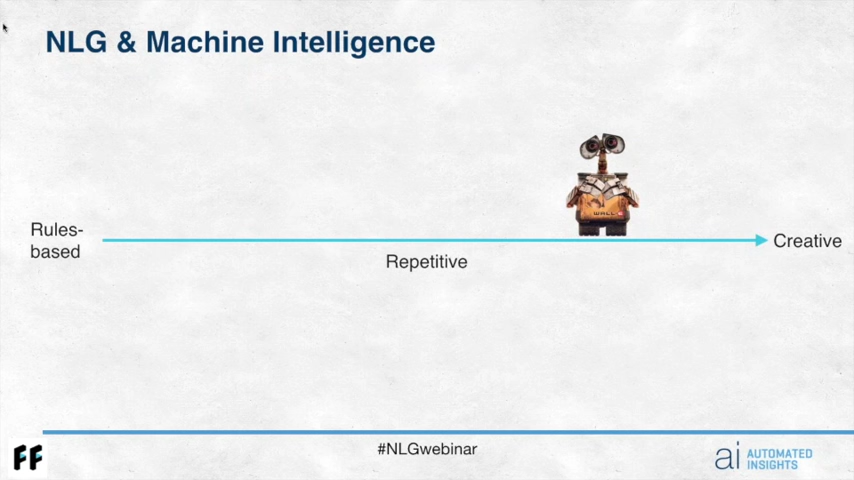 NLG & Machine Intelligence
WALL•E
Rules-
based
Creative
Repetitive
#NLGwebinar
FF
ai AUTOMATED
INSIGHTS